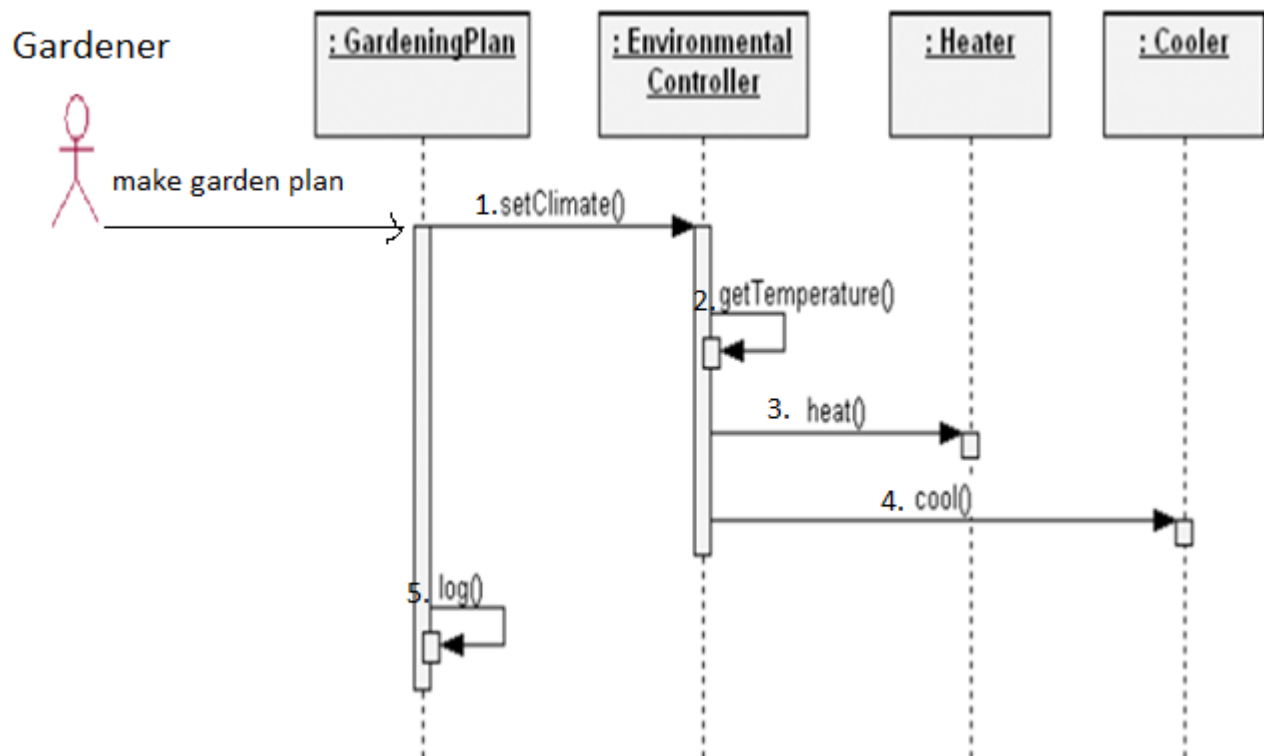 Gardener
: GardeningPlan
: Environmental
Controller
: Heater
: Cooler
make garden plan
1. setClimate()
2. getTemperature()
3. heat()
4. cool()
5. log()